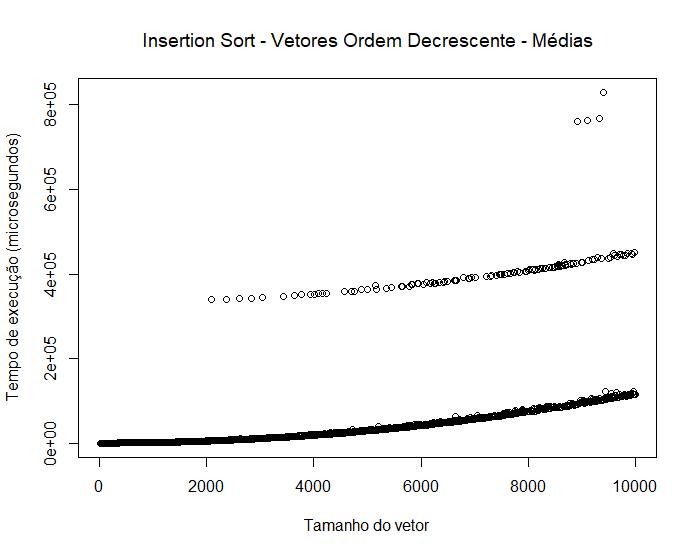 Insertion Sort - Vetores Ordem Decrescente - Médias
Tempo de execução (microsegundos)
8e+05
6e+05
4e+05
2e+05
0e+00
0 2000 4000 6000 8000 10000
Tamanho do vetor